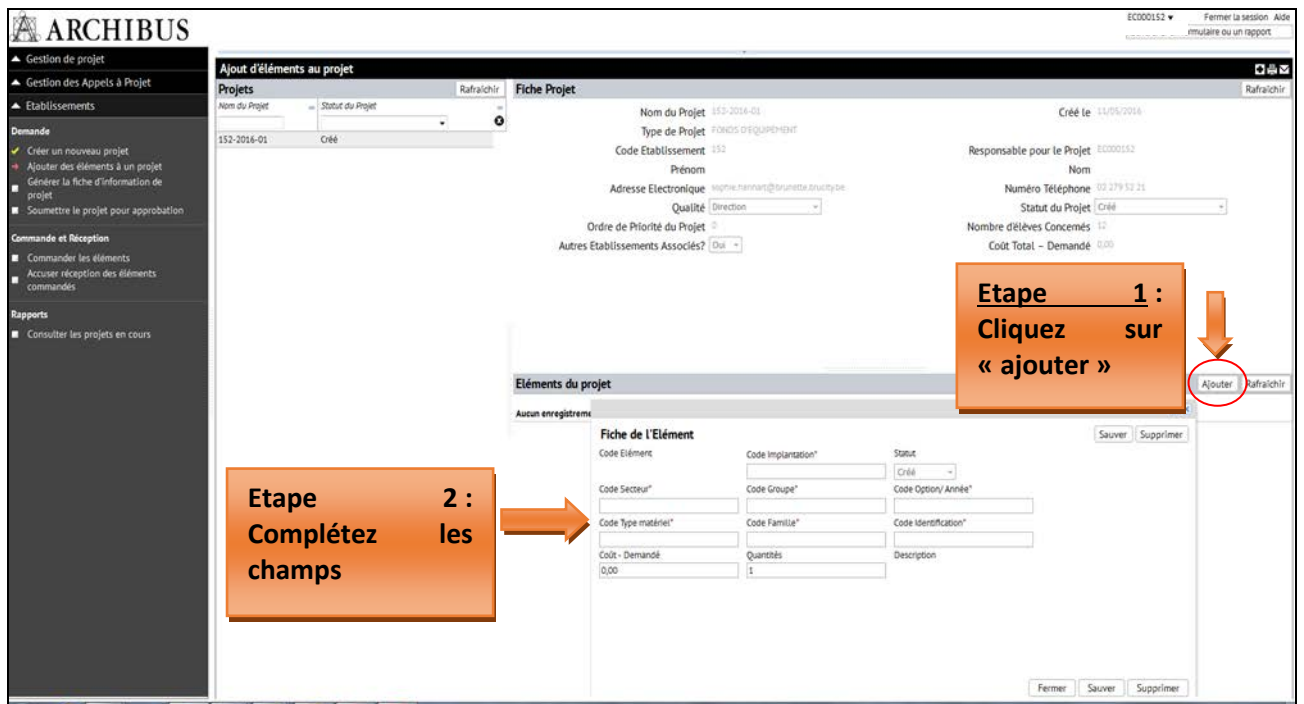 ARCHIBUS
EC000152
Fermer la session Aide
rmulaire ou un rapport
Gestion de projet
Gestion des Appels à Projet
Etablissements
Demande
Créer un nouveau projet
Ajouter des éléments à un projet
Générer la fiche d'information de
projet
Soumettre le projet pour approbation
Commande et Réception
Commander les éléments
Accuser réception des éléments
commandés
Rapports
Consulter les projets en cours
Ajout d'éléments au projet
Projets
Rafraîchir
Nom du Projet
Statut du Projet
152-2016-01 Créé
Fiche Projet
Rafraîchir
Nom du Projet 152-2016-01
Créé le 11/05/2016
Type de Projet FONDS D'EQUIPEMENT
Code Etablissement 152
Responsable pour le Projet EC000152
Prénom
Nom
Adresse Electronique sophie.hannart@brunette.brucity.be
Numéro Téléphone 02 279 52 21
Qualité Direction
Statut du Projet Créé
Ordre de Priorité du Projet 0
Nombre d'élèves Concernés 12
Autres Etablissements Associés? Oui
Coût Total – Demandé 0,00
Etape 1 :
Cliquez sur
« ajouter »
Eléments du projet
Ajouter
Rafraîchir
Aucun enregistreme
Fiche de l'Elément
Sauver
Supprimer
Code Elément
Code Implantation*
Statut
Créé
Code Secteur*
Code Groupe*
Code Option/ Année*
Code Type matériel*
Code Famille*
Code Identification*
Coût - Demandé
Quantités
Description
0,00
1
Etape 2 :
Complétez les
champs
Fermer
Sauver
Supprimer